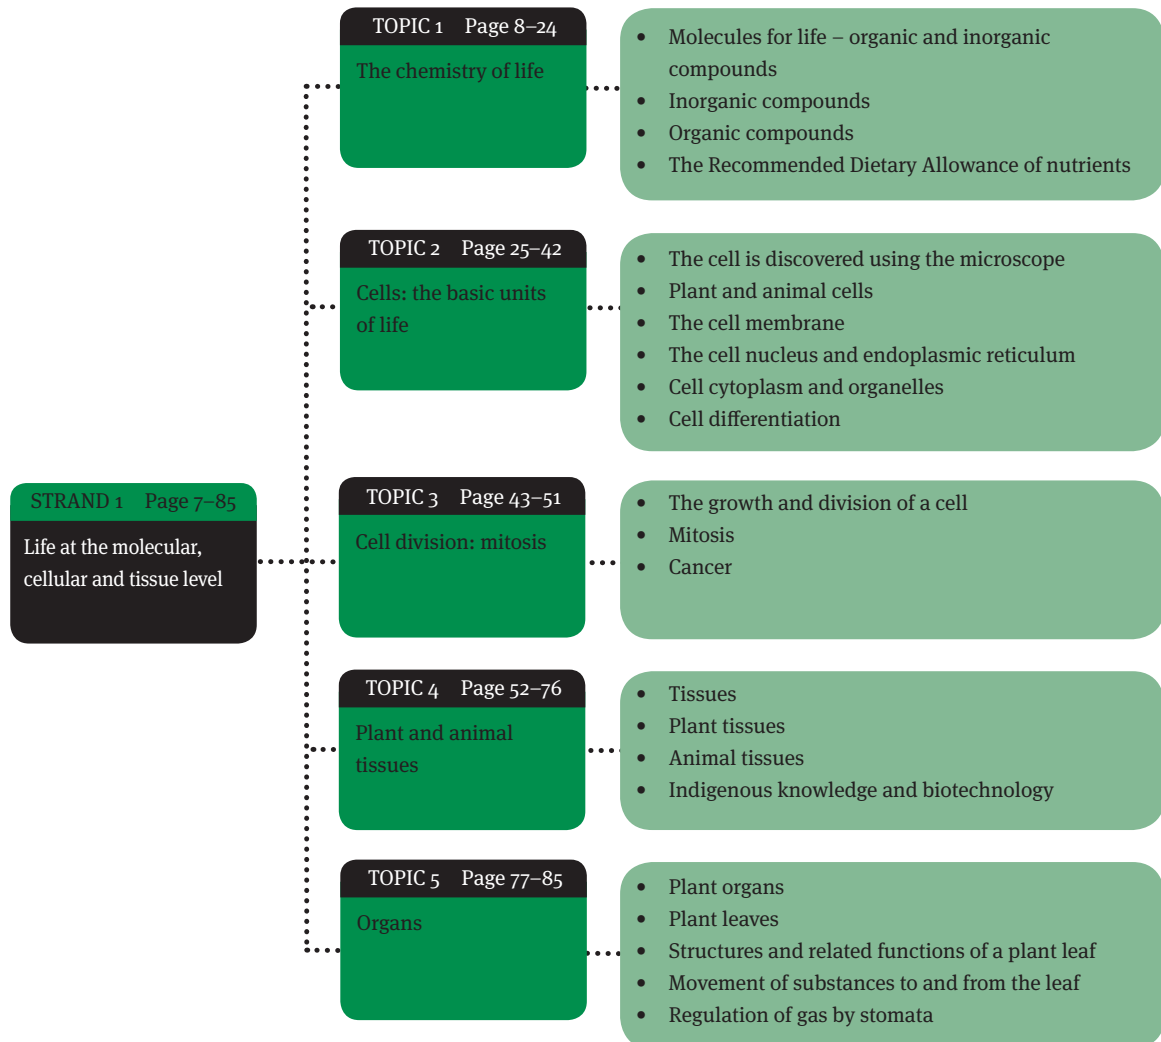 TOPIC 1 Page 8–24
The chemistry of life
• Molecules for life – organic and inorganic
compounds
• Inorganic compounds
• Organic compounds
• The Recommended Dietary Allowance of nutrients
TOPIC 2 Page 25–42
Cells: the basic units
of life
• The cell is discovered using the microscope
• Plant and animal cells
• The cell membrane
• The cell nucleus and endoplasmic reticulum
• Cell cytoplasm and organelles
• Cell differentiation
STRAND 1 Page 7–85
Life at the molecular,
cellular and tissue level
TOPIC 3 Page 43–51
Cell division: mitosis
• The growth and division of a cell
• Mitosis
• Cancer
TOPIC 4 Page 52–76
Plant and animal
tissues
• Tissues
• Plant tissues
• Animal tissues
• Indigenous knowledge and biotechnology
TOPIC 5 Page 77–85
Organs
• Plant organs
• Plant leaves
• Structures and related functions of a plant leaf
• Movement of substances to and from the leaf
• Regulation of gas by stomata